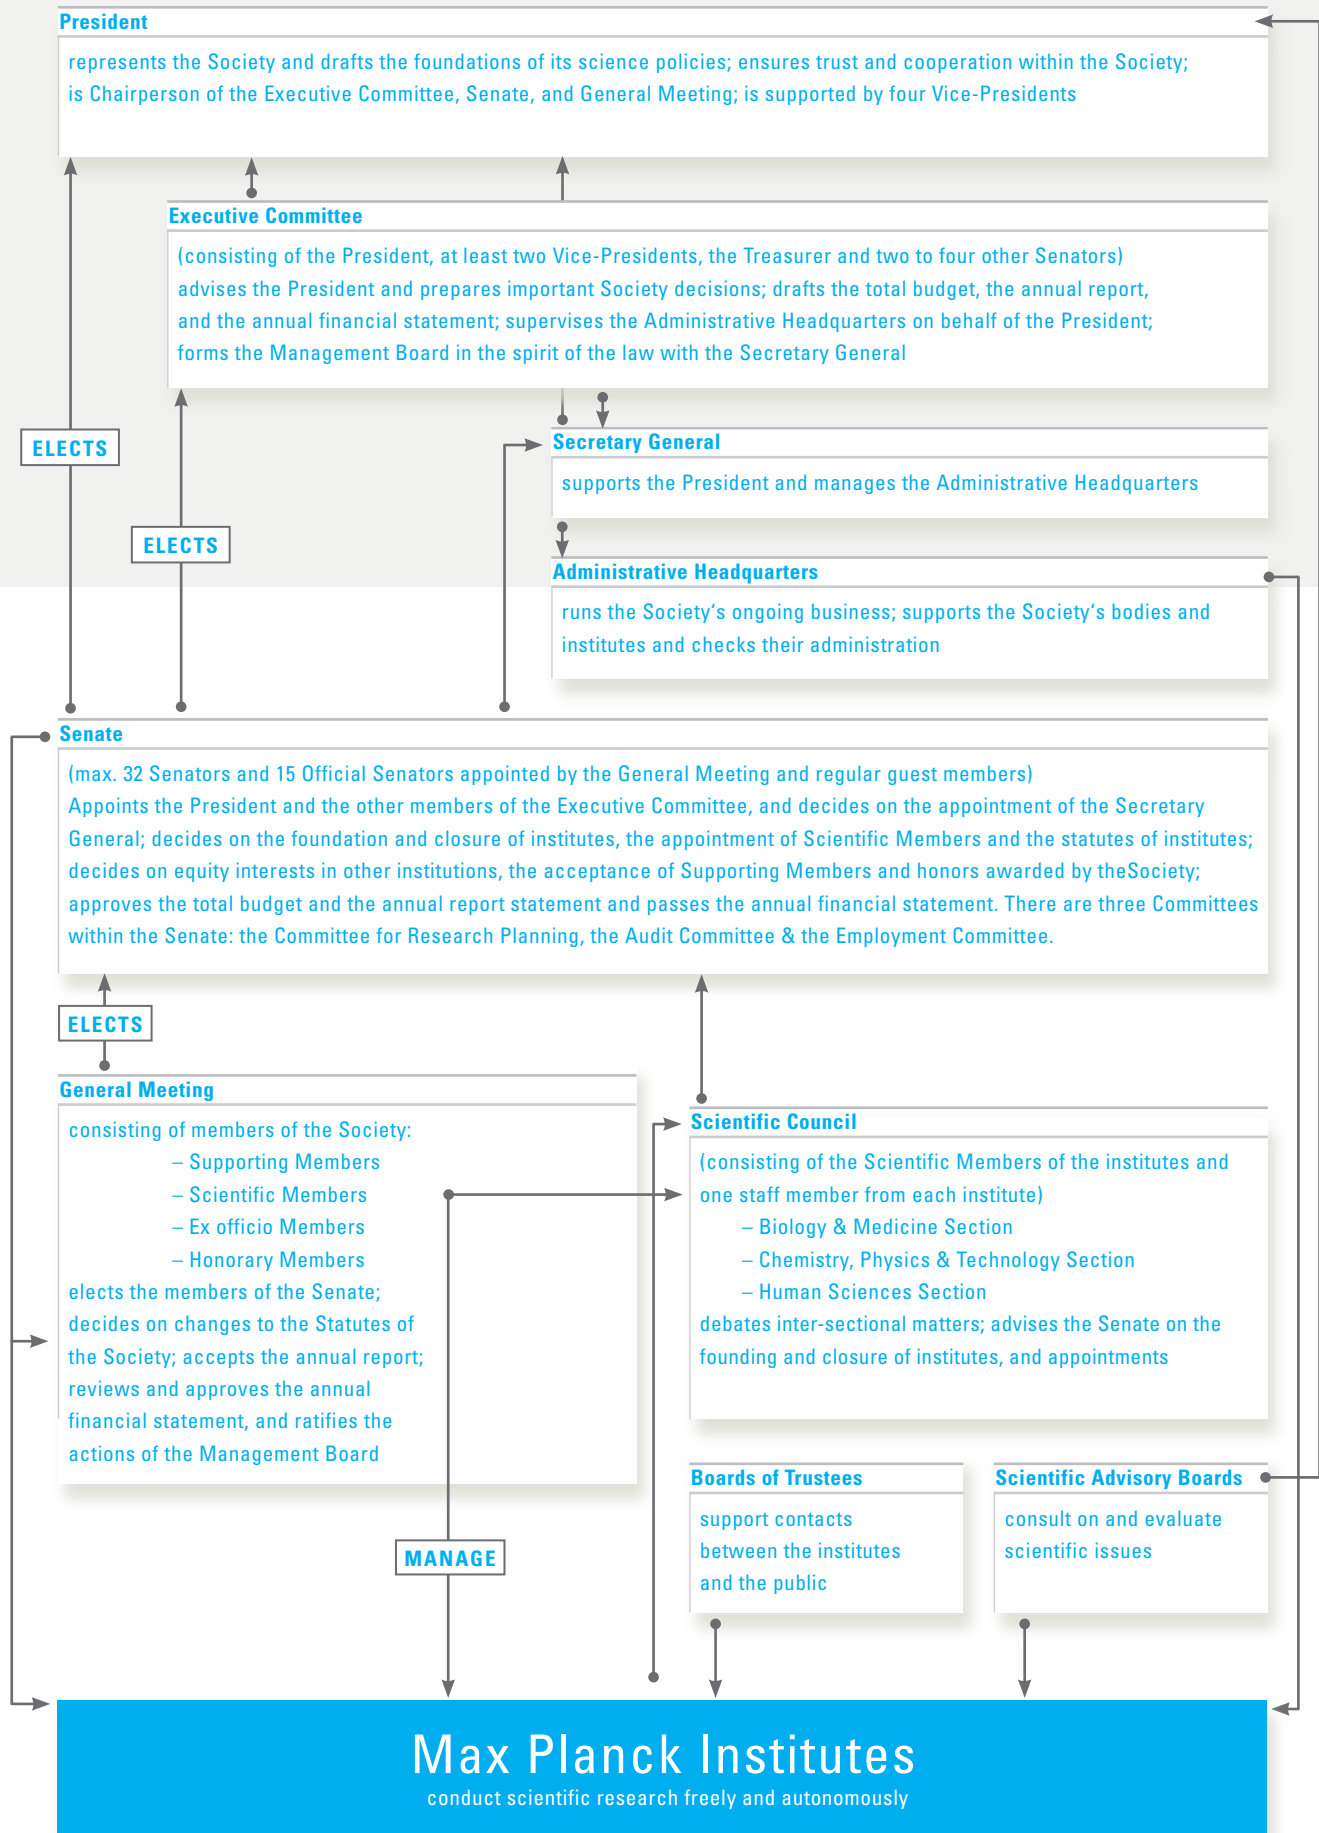 President
represents the Society and drafts the foundations of its science policies; ensures trust and cooperation within the Society;
is Chairperson of the Executive Committee, Senate, and General Meeting; is supported by four Vice-Presidents
Executive Committee
(consisting of the President, at least two Vice-Presidents, the Treasurer and two to four other Senators)
advises the President and prepares important Society decisions; drafts the total budget, the annual report,
and the annual financial statement; supervises the Administrative Headquarters on behalf of the President;
forms the Management Board in the spirit of the law with the Secretary General
ELECTS
Secretary General
supports the President and manages the Administrative Headquarters
ELECTS
Administrative Headquarters
runs the Society‘s ongoing business; supports the Society‘s bodies and
institutes and checks their administration
Senate
(max. 32 Senators and 15 Official Senators appointed by the General Meeting and regular guest members)
Appoints the President and the other members of the Executive Committee, and decides on the appointment of the Secretary
General; decides on the foundation and closure of institutes, the appointment of Scientific Members and the statutes of institutes;
decides on equity interests in other institutions, the acceptance of Supporting Members and honors awarded by theSociety;
approves the total budget and the annual report statement and passes the annual financial statement. There are three Committees
within the Senate: the Committee for Research Planning, the Audit Committee & the Employment Committee.
ELECTS
General Meeting
consisting of members of the Society:
– Supporting Members
– Scientific Members
– Ex officio Members
– Honorary Members
elects the members of the Senate;
decides on changes to the Statutes of
the Society; accepts the annual report;
reviews and approves the annual
financial statement, and ratifies the
actions of the Management Board
Scientific Council
(consisting of the Scientific Members of the institutes and
one staff member from each institute)
– Biology & Medicine Section
– Chemistry, Physics & Technology Section
– Human Sciences Section
debates inter-sectional matters; advises the Senate on the
founding and closure of institutes, and appointments
Boards of Trustees
support contacts
between the institutes
and the public
Scientific Advisory Boards
consult on and evaluate
scientific issues
MANAGE
Max Planck Institutes
conduct scientific research freely and autonomously